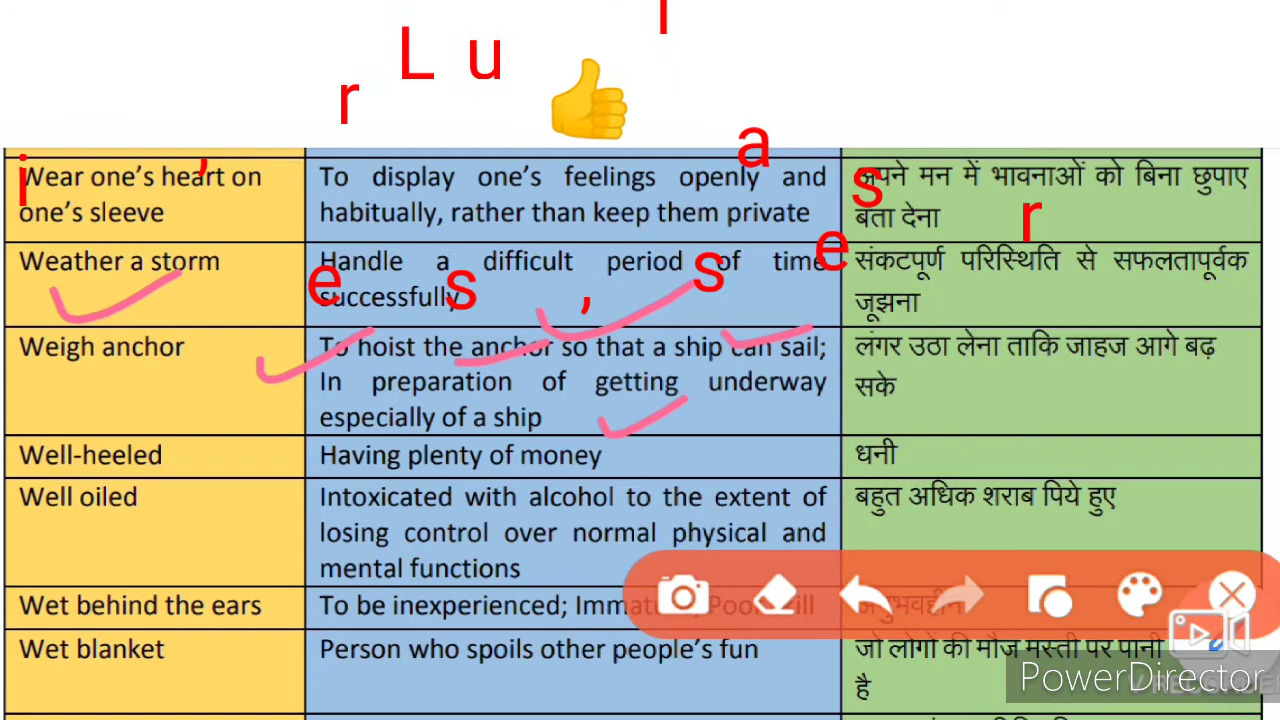 Wear one's heart on
one's sleeve
To display one's feelings openly and
habitually, rather than keep them private
अपने मन में भावनाओं को बिना छुपाए
बता देना
Weather a storm
Handle a difficult period of time
successfully
संकटपूर्ण परिस्थिति से सफलतापूर्वक
जूझना
Weigh anchor
To hoist the anchor so that a ship can sail;
In preparation of getting underway
especially of a ship
लंगर उठा लेना ताकि जाहज आगे बढ़
सके
Well-heeled
Having plenty of money
धनी
Well oiled
Intoxicated with alcohol to the extent of
losing control over normal physical and
mental functions
बहुत अधिक शराब पिये हुए
Wet behind the ears
To be inexperienced;
Wet blanket
Person who spoils other people's fun
जो लोगों की मौज मस्ती पर पानी
है
PowerDirector
L u
r
a
i ,
s
r
e
s
e s ,